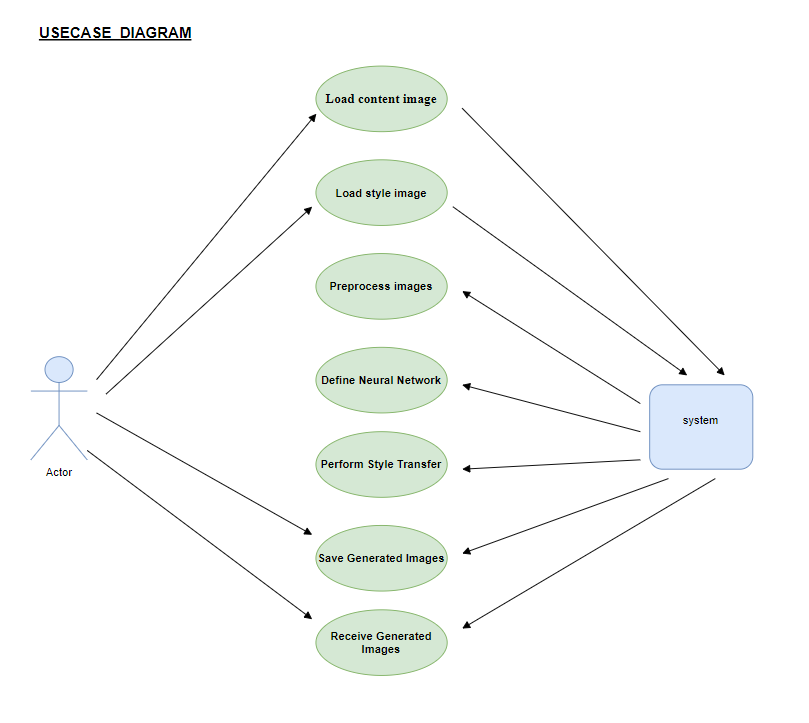 USECASE DIAGRAM
Load content image
Load style image
Preprocess images
Define Neural Network
system
Perform Style Transfer
Actor
Save Generated Images
Receive Generated
Images